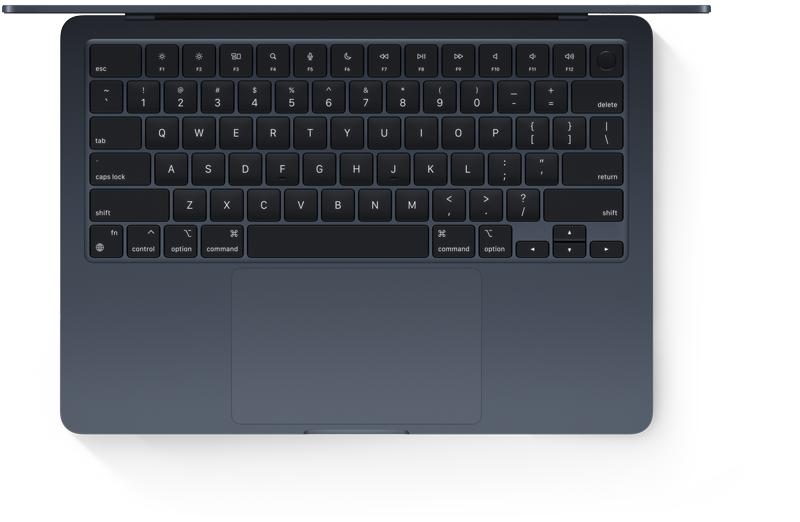 esc F1 F2 F3 F4 F5 F6 F7 F8 F9 F10 F11 F12
~ ! @ # $ % ^ & * ( ) _ +
` 1 2 3 4 5 6 7 8 9 0 - = delete
tab Q W E R T Y U I O P { [ } ] | \
caps lock A S D F G H J K L : ; " ' return
shift Z X C V B N M < , > . ? / shift
fn control option command command option